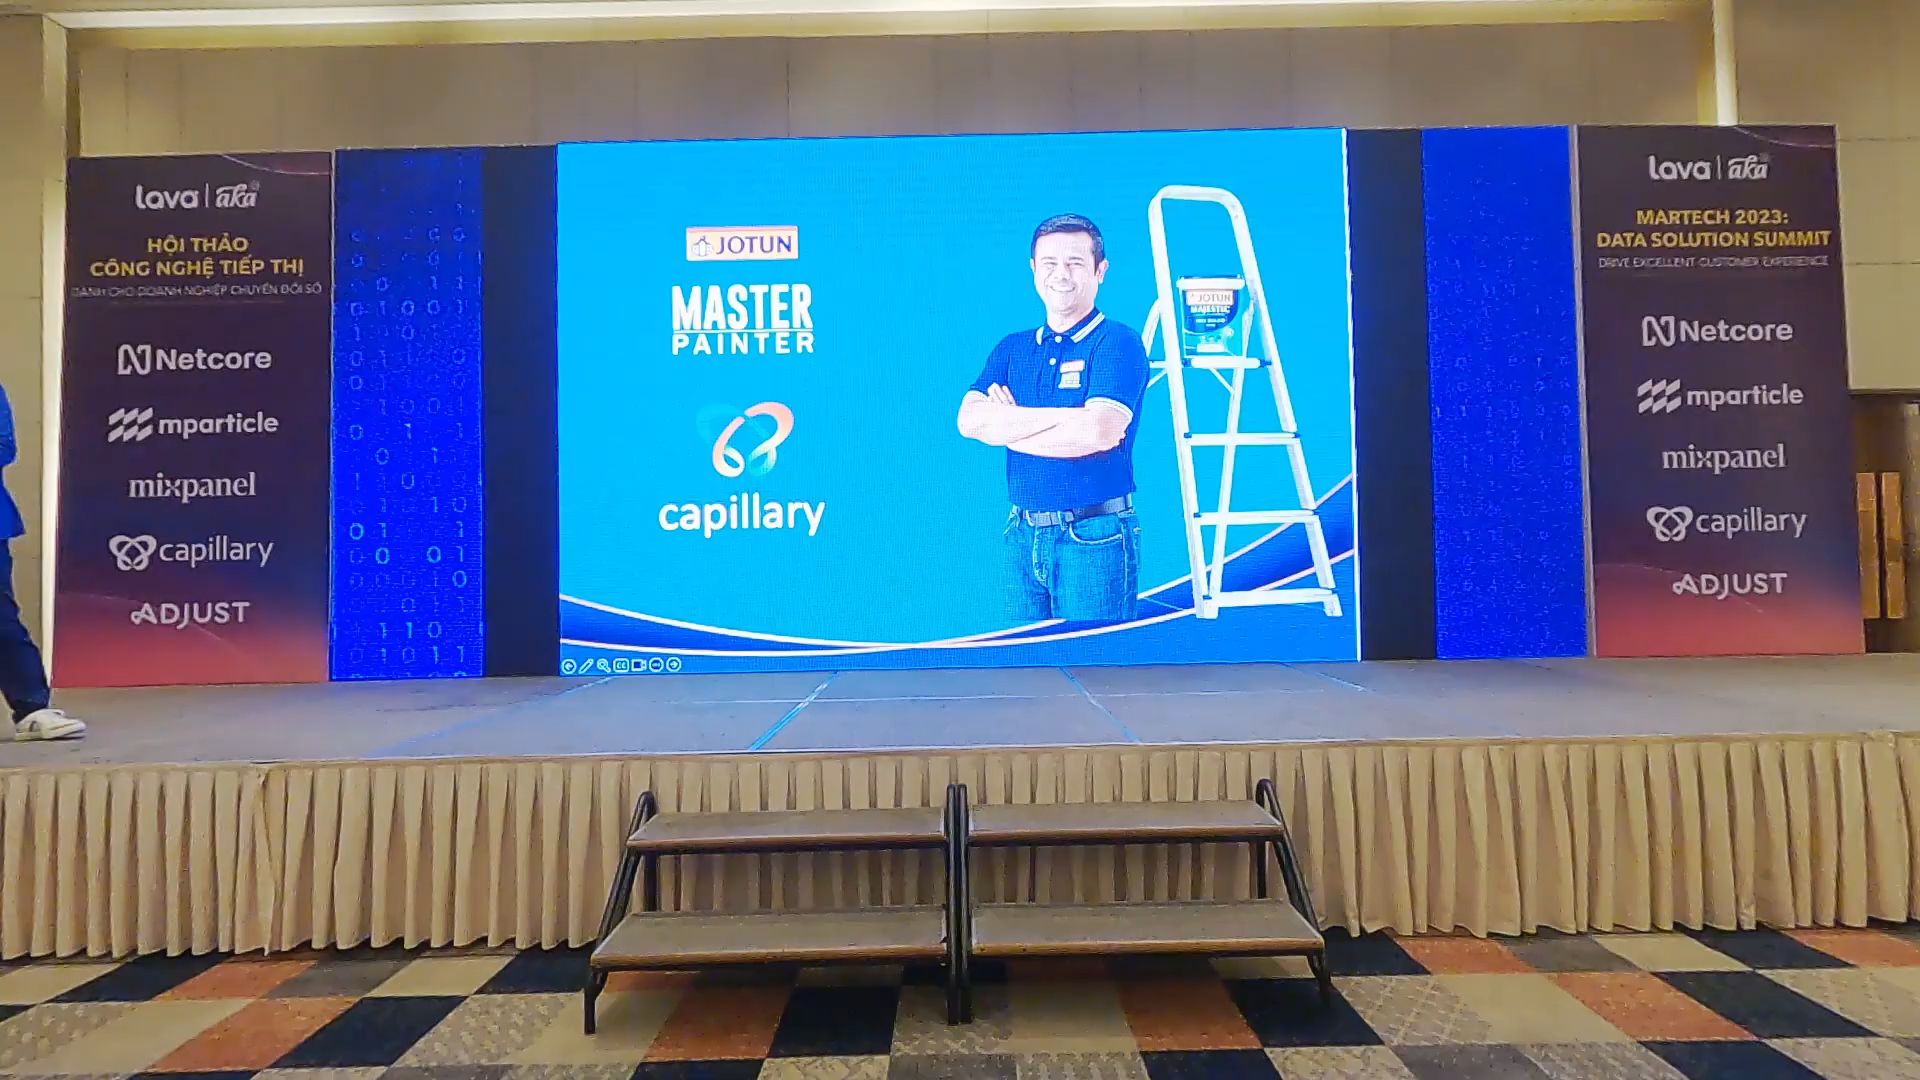 lava | aka
HỘI THẢO
CÔNG NGHỆ TIẾP THỊ
DÀNH CHO DOANH NGHIỆP CHUYỂN ĐỔI SỐ
Netcore
mparticle
mixpanel
capillary
ADJUST
JOTUN
MASTER
PAINTER
capillary
JOTUN
MAJESTIC
lava | aka
MARTECH 2023:
DATA SOLUTION SUMMIT
DRIVE EXCELLENT CUSTOMER EXPERIENCE
Netcore
mparticle
mixpanel
capillary
ADJUST